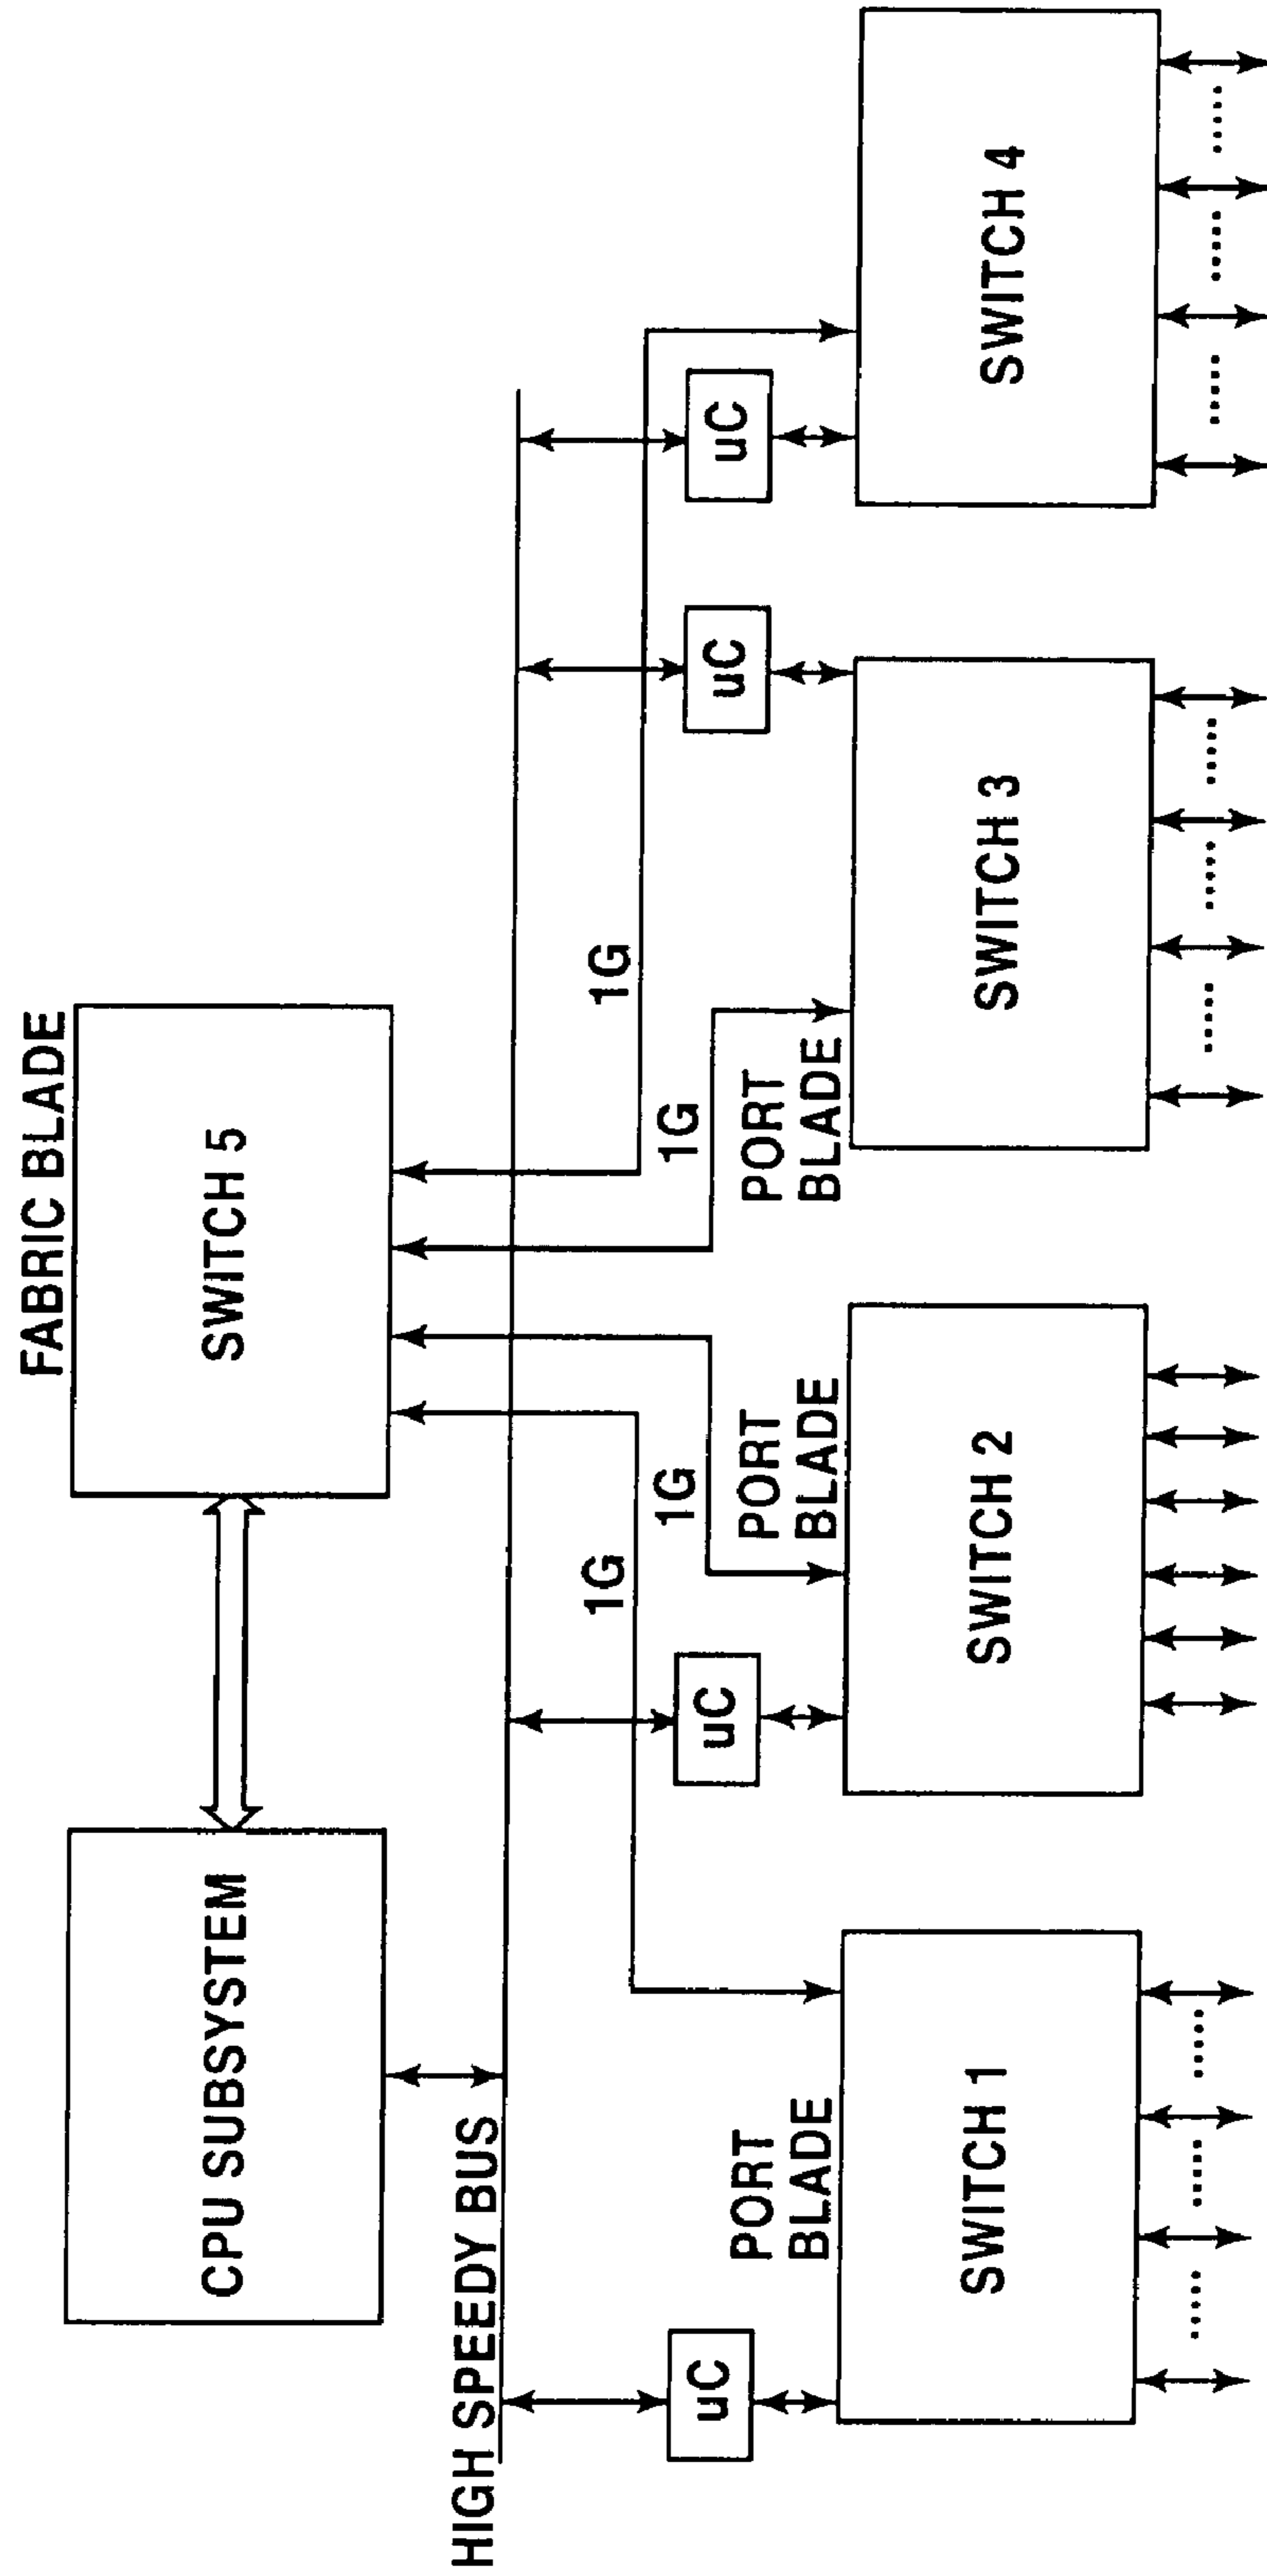 FABRIC BLADE
CPU SUBSYSTEM
SWITCH 5
HIGH SPEEDY BUS
1G
1G
1G
1G
uC
uC
uC
uC
PORT
BLADE
PORT
BLADE
PORT
BLADE
SWITCH 1
SWITCH 2
SWITCH 3
SWITCH 4